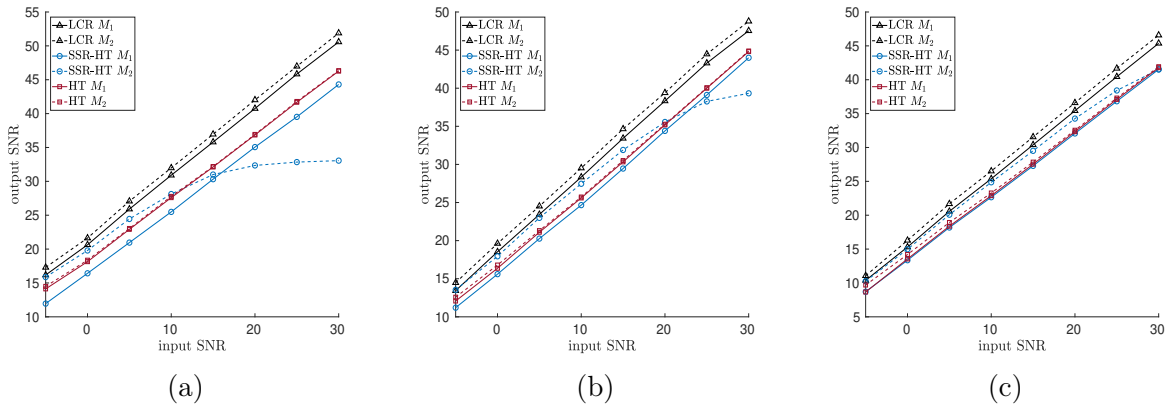 55
50
45
40
35
30
25
20
15
10
output SNR
0
10
20
30
input SNR
LCR M₁
LCR M₂
SSR-HT M₁
SSR-HT M₂
HT M₁
HT M₂
(a)
50
45
40
35
30
25
20
15
10
output SNR
0
10
20
30
input SNR
LCR M₁
LCR M₂
SSR-HT M₁
SSR-HT M₂
HT M₁
HT M₂
(b)
50
45
40
35
30
25
20
15
10
5
output SNR
0
10
20
30
input SNR
LCR M₁
LCR M₂
SSR-HT M₁
SSR-HT M₂
HT M₁
HT M₂
(c)